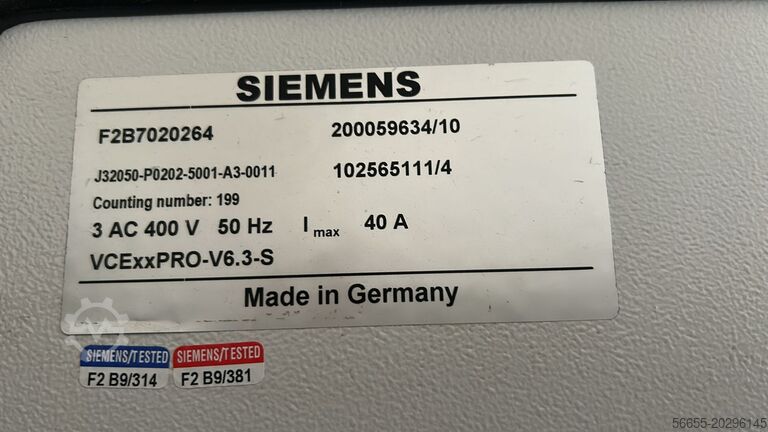 SIEMENS
F2B7020264 200059634/10
J32050-P0202-5001-A3-0011 102565111/4
Counting number: 199
3 AC 400 V 50 Hz I max 40 A
VCExxPRO-V6.3-S
Made in Germany
SIEMENS/TESTED SIEMENS/TESTED
F2 B9/314 F2 B9/381
56655-20296145